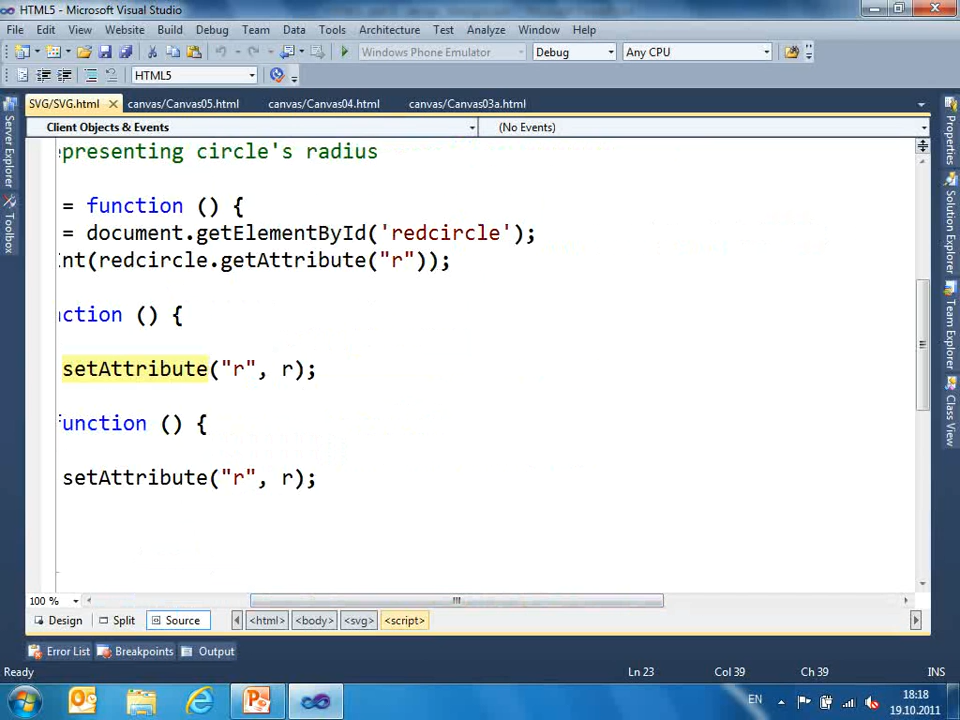 HTML5 - Microsoft Visual Studio
File Edit View Website Build Debug Team Data Tools Architecture Test Analyze Window Help
Windows Phone Emulator Debug Any CPU
HTML5
SVG/SVG.html canvas/Canvas05.html canvas/Canvas04.html canvas/Canvas03a.html
Client Objects & Events (No Events)
epresenting circle's radius
= function () {
= document.getElementById('redcircle');
Int(redcircle.getAttribute("r"));
nction () {
setAttribute("r", r);
function () {
setAttribute("r", r);
100 %
Design Split Source <html> <body> <svg> <script>
Error List Breakpoints Output
Ready Ln 23 Col 39 Ch 39 INS
EN 18:18
19.10.2011
Server Explorer
Toolbox
Properties
Solution Explorer
Team Explorer
Class View